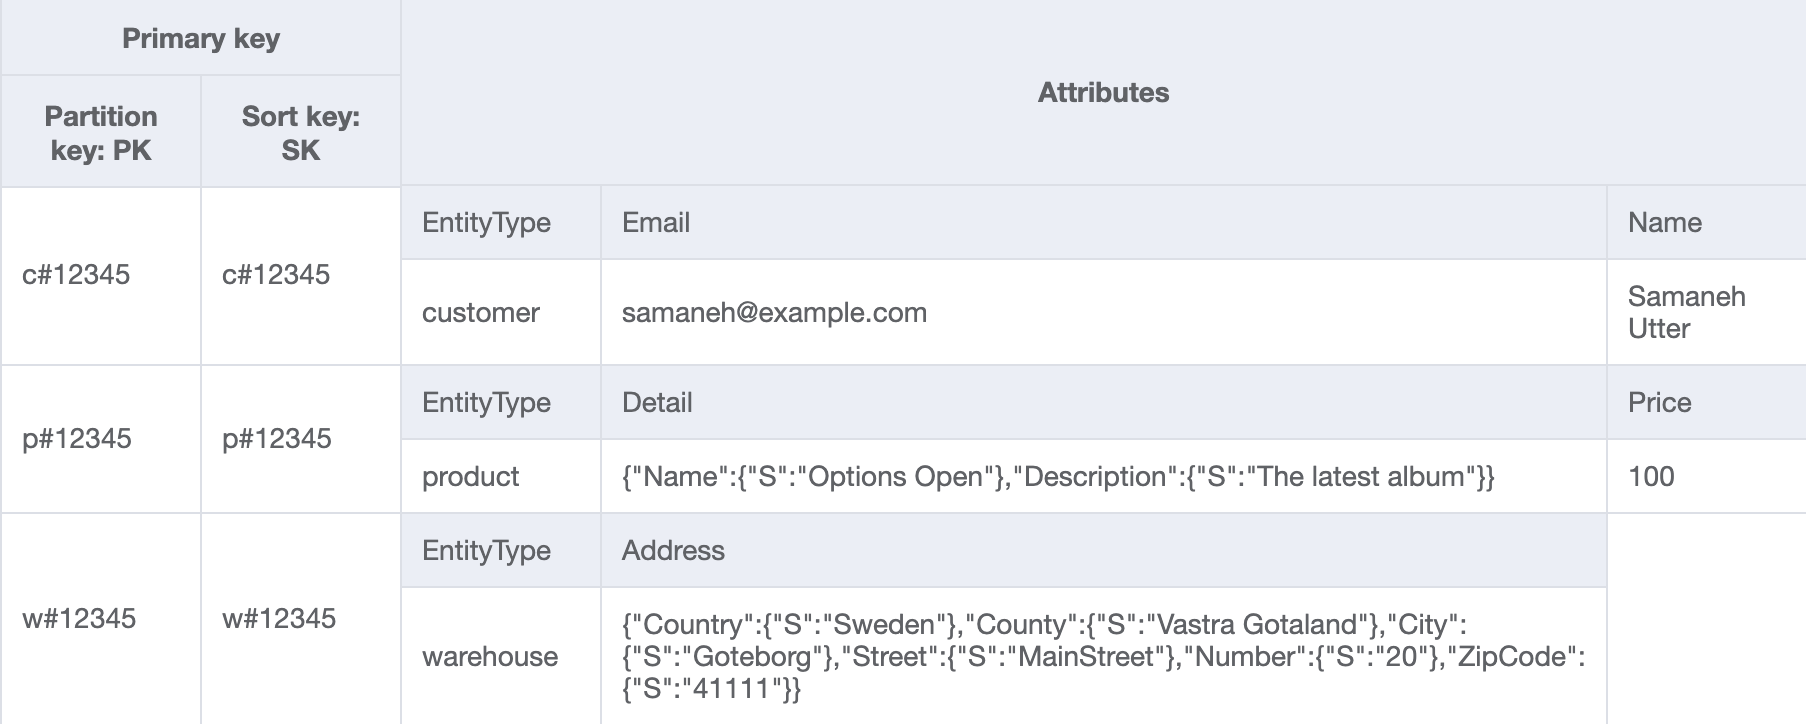 Primary key
Attributes
Partition
key: PK
Sort key:
SK
c#12345
c#12345
EntityType
Email
Name
customer
samaneh@example.com
Samaneh
Utter
p#12345
p#12345
EntityType
Detail
Price
product
{"Name":{"S":"Options Open"},"Description":{"S":"The latest album"}}
100
w#12345
w#12345
EntityType
Address
warehouse
{"Country":{"S":"Sweden"},"County":{"S":"Vastra Gotaland"},"City":
{"S":"Goteborg"},"Street":{"S":"MainStreet"},"Number":{"S":"20"},"ZipCode":
{"S":"41111"}}